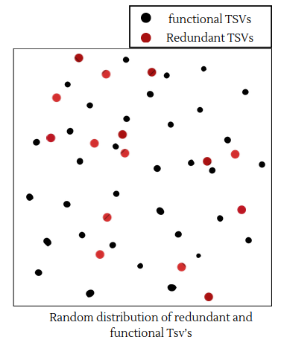 functional TSVs
Redundant TSVs
Random distribution of redundant and
functional Tsv's